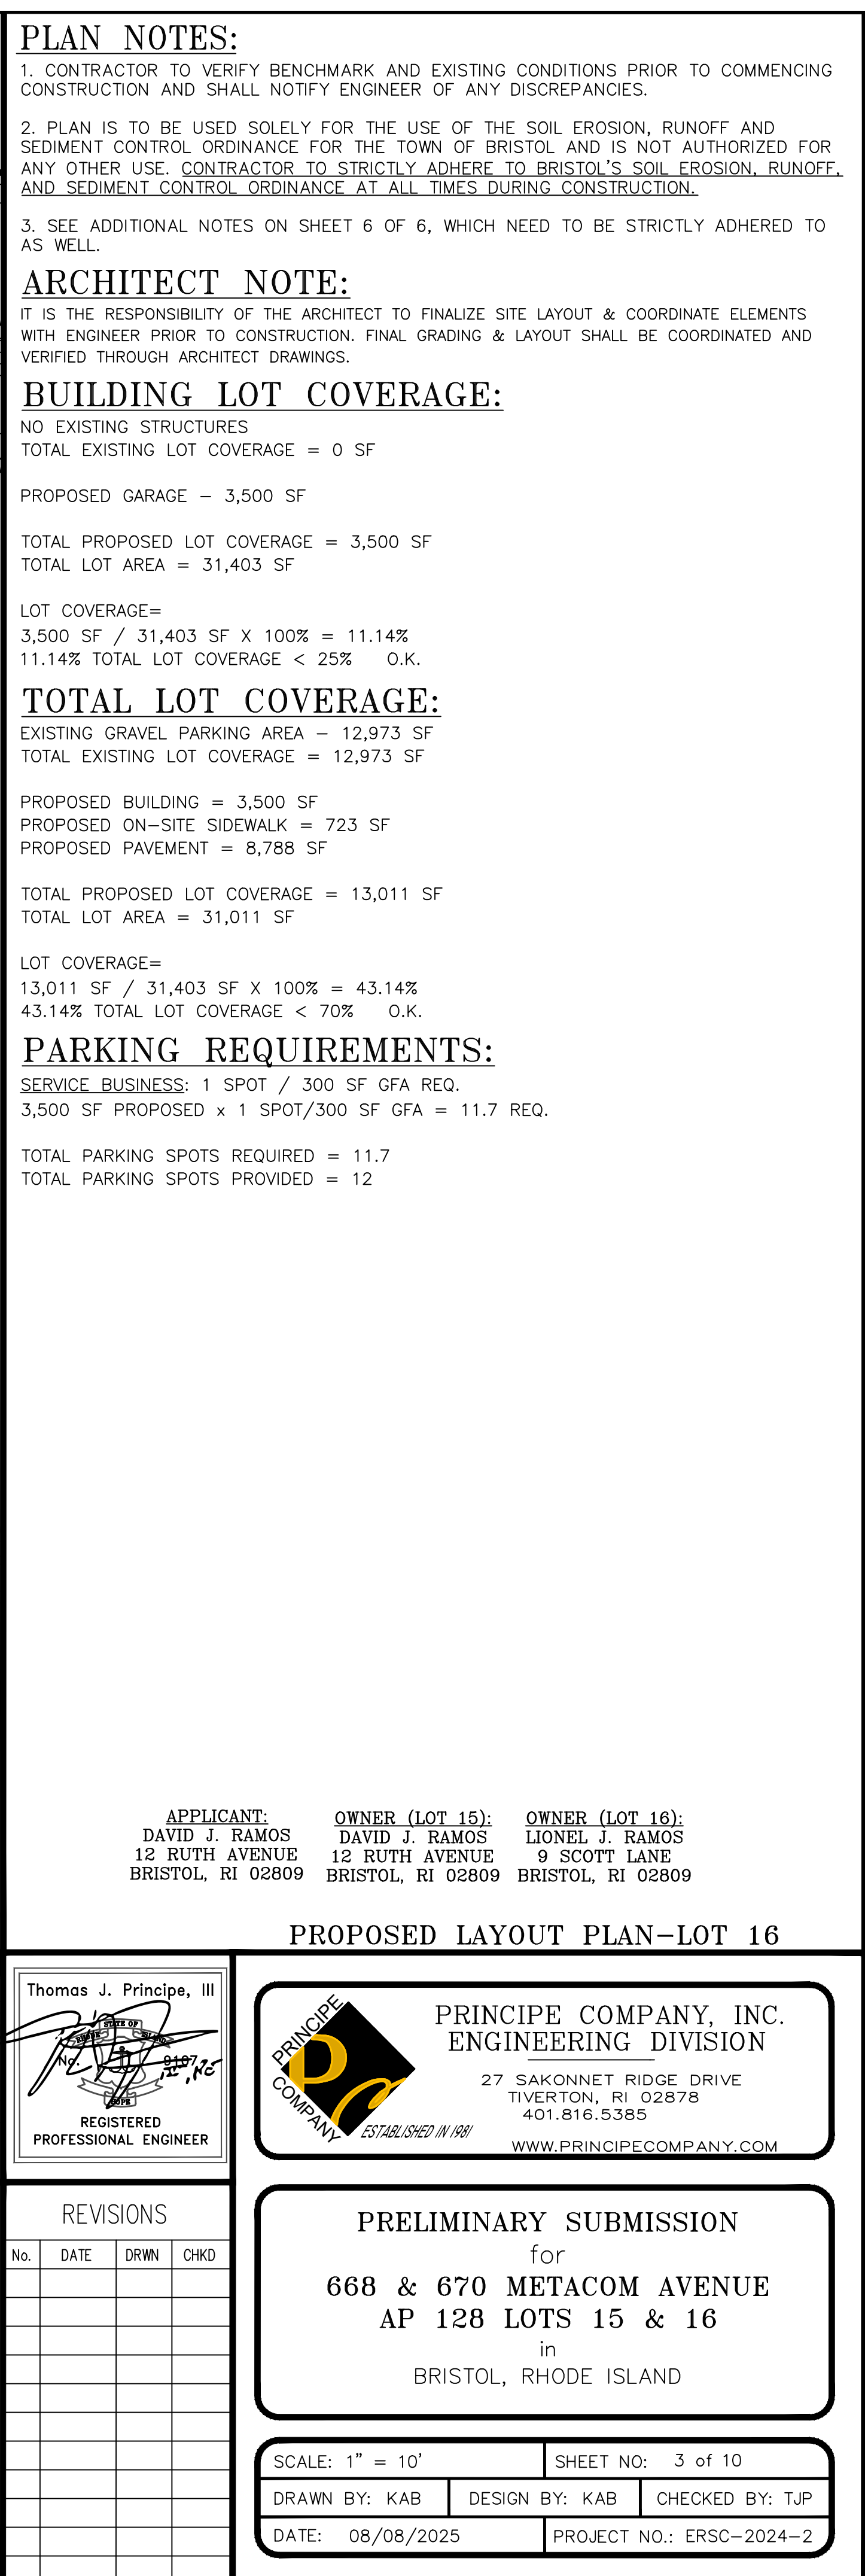 PLAN NOTES:
1. CONTRACTOR TO VERIFY BENCHMARK AND EXISTING CONDITIONS PRIOR TO COMMENCING
CONSTRUCTION AND SHALL NOTIFY ENGINEER OF ANY DISCREPANCIES.
2. PLAN IS TO BE USED SOLELY FOR THE USE OF THE SOIL EROSION, RUNOFF AND
SEDIMENT CONTROL ORDINANCE FOR THE TOWN OF BRISTOL AND IS NOT AUTHORIZED FOR
ANY OTHER USE. CONTRACTOR TO STRICTLY ADHERE TO BRISTOL'S SOIL EROSION, RUNOFF,
AND SEDIMENT CONTROL ORDINANCE AT ALL TIMES DURING CONSTRUCTION.
3. SEE ADDITIONAL NOTES ON SHEET 6 OF 6, WHICH NEED TO BE STRICTLY ADHERED TO
AS WELL.
ARCHITECT NOTE:
IT IS THE RESPONSIBILITY OF THE ARCHITECT TO FINALIZE SITE LAYOUT & COORDINATE ELEMENTS
WITH ENGINEER PRIOR TO CONSTRUCTION. FINAL GRADING & LAYOUT SHALL BE COORDINATED AND
VERIFIED THROUGH ARCHITECT DRAWINGS.
BUILDING LOT COVERAGE:
NO EXISTING STRUCTURES
TOTAL EXISTING LOT COVERAGE = 0 SF
PROPOSED GARAGE – 3,500 SF
TOTAL PROPOSED LOT COVERAGE = 3,500 SF
TOTAL LOT AREA = 31,403 SF
LOT COVERAGE=
3,500 SF / 31,403 SF X 100% = 11.14%
11.14% TOTAL LOT COVERAGE < 25% O.K.
TOTAL LOT COVERAGE:
EXISTING GRAVEL PARKING AREA – 12,973 SF
TOTAL EXISTING LOT COVERAGE = 12,973 SF
PROPOSED BUILDING = 3,500 SF
PROPOSED ON-SITE SIDEWALK = 723 SF
PROPOSED PAVEMENT = 8,788 SF
TOTAL PROPOSED LOT COVERAGE = 13,011 SF
TOTAL LOT AREA = 31,011 SF
LOT COVERAGE=
13,011 SF / 31,403 SF X 100% = 43.14%
43.14% TOTAL LOT COVERAGE < 70% O.K.
PARKING REQUIREMENTS:
SERVICE BUSINESS: 1 SPOT / 300 SF GFA REQ.
3,500 SF PROPOSED x 1 SPOT/300 SF GFA = 11.7 REQ.
TOTAL PARKING SPOTS REQUIRED = 11.7
TOTAL PARKING SPOTS PROVIDED = 12
APPLICANT:
DAVID J. RAMOS
12 RUTH AVENUE
BRISTOL, RI 02809
OWNER (LOT 15):
DAVID J. RAMOS
12 RUTH AVENUE
BRISTOL, RI 02809
OWNER (LOT 16):
LIONEL J. RAMOS
9 SCOTT LANE
BRISTOL, RI 02809
PROPOSED LAYOUT PLAN-LOT 16
Thomas J. Principe, III
STATE OF
RHODE ISLAND
No. 9107
HOPE
REGISTERED
PROFESSIONAL ENGINEER
PRINCIPE
COMPANY
ESTABLISHED IN 1981
PRINCIPE COMPANY, INC.
ENGINEERING DIVISION
27 SAKONNET RIDGE DRIVE
TIVERTON, RI 02878
401.816.5385
WWW.PRINCIPECOMPANY.COM
REVISIONS
No. DATE DRWN CHKD
PRELIMINARY SUBMISSION
for
668 & 670 METACOM AVENUE
AP 128 LOTS 15 & 16
in
BRISTOL, RHODE ISLAND
SCALE: 1" = 10' SHEET NO: 3 of 10
DRAWN BY: KAB DESIGN BY: KAB CHECKED BY: TJP
DATE: 08/08/2025 PROJECT NO.: ERSC-2024-2